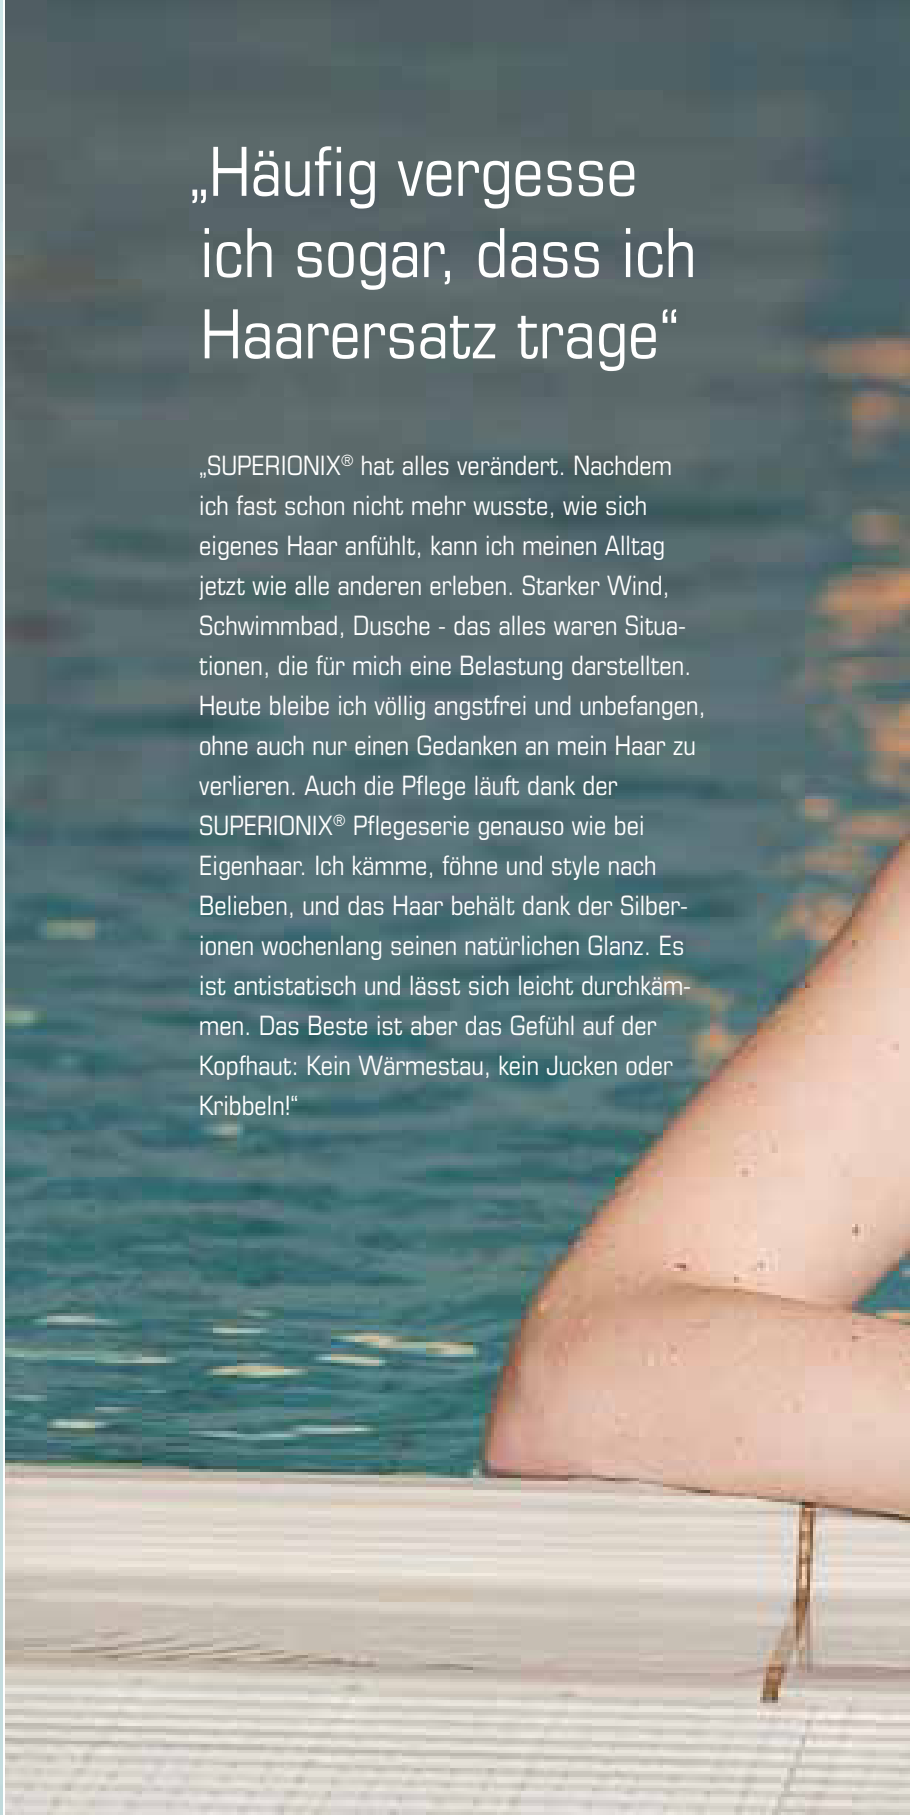 „Häufig vergesse
ich sogar, dass ich
Haarersatz trage“
„SUPERIONIX® hat alles verändert. Nachdem
ich fast schon nicht mehr wusste, wie sich
eigenes Haar anfühlt, kann ich meinen Alltag
jetzt wie alle anderen erleben. Starker Wind,
Schwimmbad, Dusche - das alles waren Situa-
tionen, die für mich eine Belastung darstellten.
Heute bleibe ich völlig angstfrei und unbefangen,
ohne auch nur einen Gedanken an mein Haar zu
verlieren. Auch die Pflege läuft dank der
SUPERIONIX® Pflegeserie genauso wie bei
Eigenhaar. Ich kämme, föhne und style nach
Belieben, und das Haar behält dank der Silber-
ionen wochenlang seinen natürlichen Glanz. Es
ist antistatisch und lässt sich leicht durchkäm-
men. Das Beste ist aber das Gefühl auf der
Kopfhaut: Kein Wärmestau, kein Jucken oder
Kribbeln!“